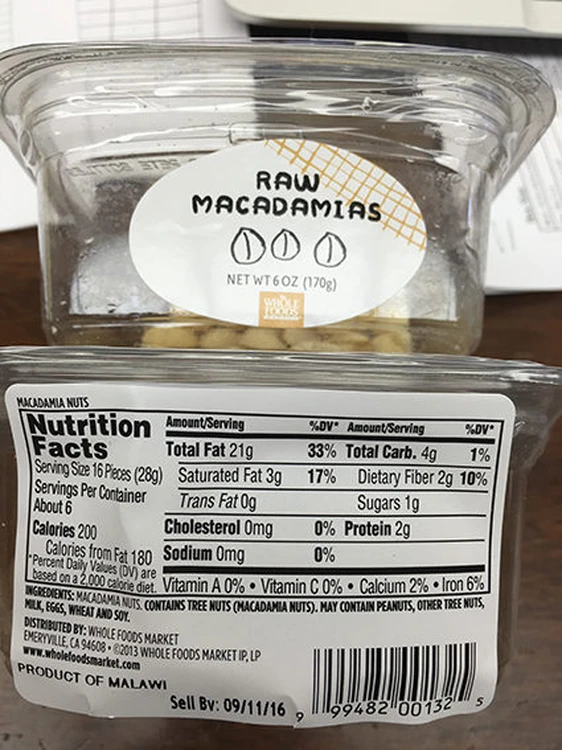 RAW
MACADAMIAS
NET WT 6 OZ (170g)
WHOLE
FOODS
MACADAMIA NUTS
Nutrition
Facts
Serving Size 16 Pieces (28g)
Servings Per Container
About 6
Calories 200
Calories from Fat 180
*Percent Daily Values (DV) are
based on a 2,000 calorie diet.
Amount/Serving %DV* Amount/Serving %DV*
Total Fat 21g 33% Total Carb. 4g 1%
Saturated Fat 3g 17% Dietary Fiber 2g 10%
Trans Fat 0g Sugars 1g
Cholesterol 0mg 0% Protein 2g
Sodium 0mg 0%
Vitamin A 0% • Vitamin C 0% • Calcium 2% • Iron 6%
INGREDIENTS: MACADAMIA NUTS. CONTAINS TREE NUTS (MACADAMIA NUTS). MAY CONTAIN PEANUTS, OTHER TREE NUTS,
MILK, EGGS, WHEAT AND SOY.
DISTRIBUTED BY: WHOLE FOODS MARKET
EMERYVILLE, CA 94608 • ©2013 WHOLE FOODS MARKET IP, LP
www.wholefoodsmarket.com
PRODUCT OF MALAWI
Sell By: 09/11/16
9 99482 00132 5